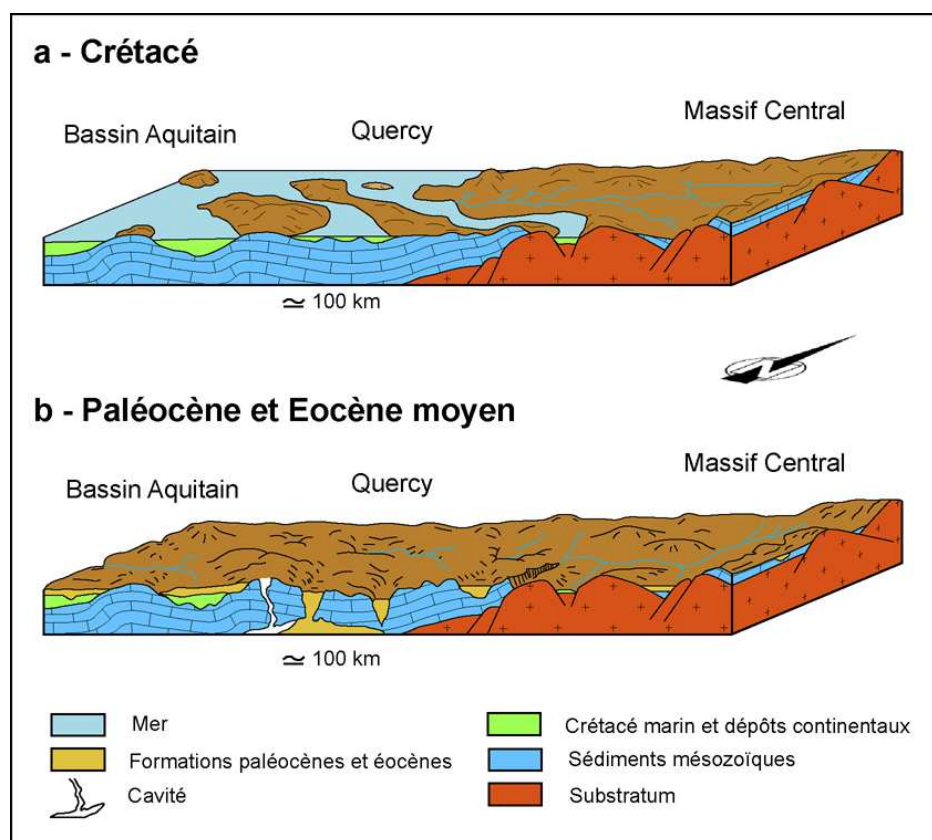 a - Crétacé
Bassin Aquitain
Quercy
Massif Central
≃ 100 km
N
b - Paléocène et Eocène moyen
Bassin Aquitain
Quercy
Massif Central
≃ 100 km
Mer
Crétacé marin et dépôts continentaux
Formations paléocènes et éocènes
Sédiments mésozoïques
Cavité
Substratum